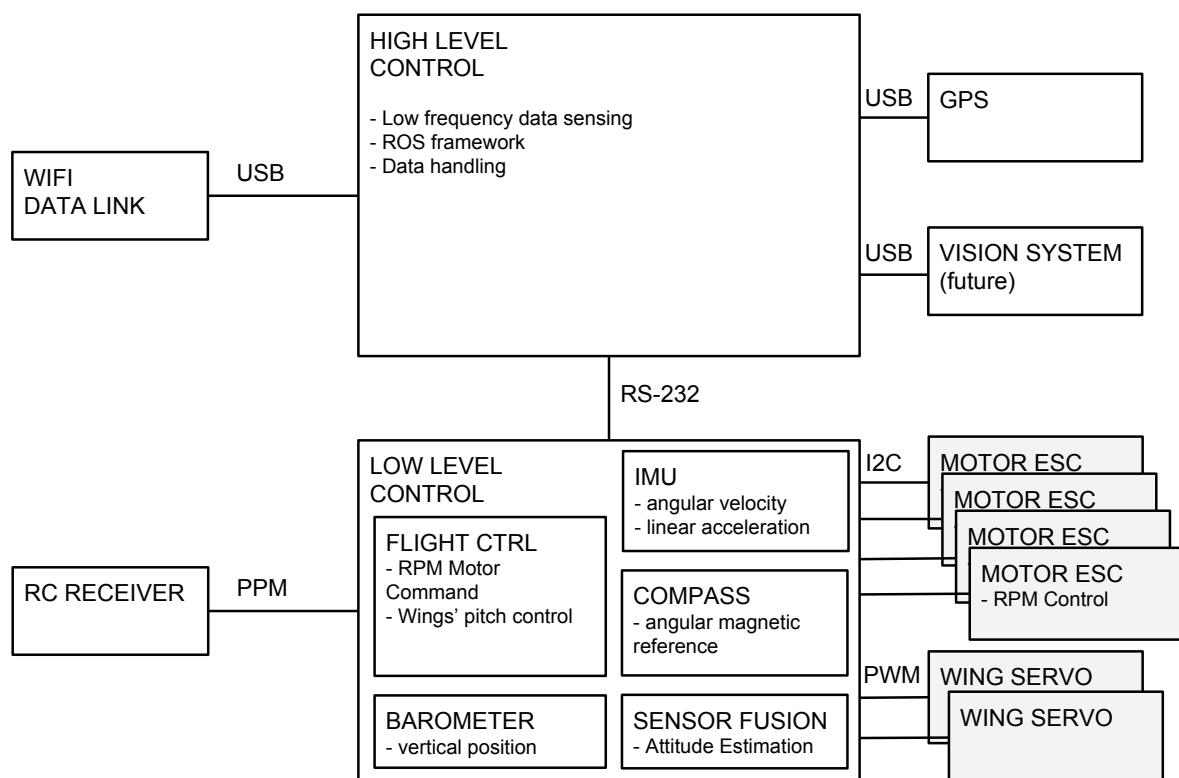 HIGH LEVEL
CONTROL
- Low frequency data sensing
- ROS framework
- Data handling
USB
GPS
WIFI
DATA LINK
USB
USB
VISION SYSTEM
(future)
RS-232
LOW LEVEL
CONTROL
IMU
- angular velocity
- linear acceleration
FLIGHT CTRL
- RPM Motor
Command
- Wings' pitch control
COMPASS
- angular magnetic
reference
BAROMETER
- vertical position
SENSOR FUSION
- Attitude Estimation
RC RECEIVER
PPM
I2C
MOTOR ESC
MOTOR ESC
MOTOR ESC
MOTOR ESC
- RPM Control
PWM
WING SERVO
WING SERVO